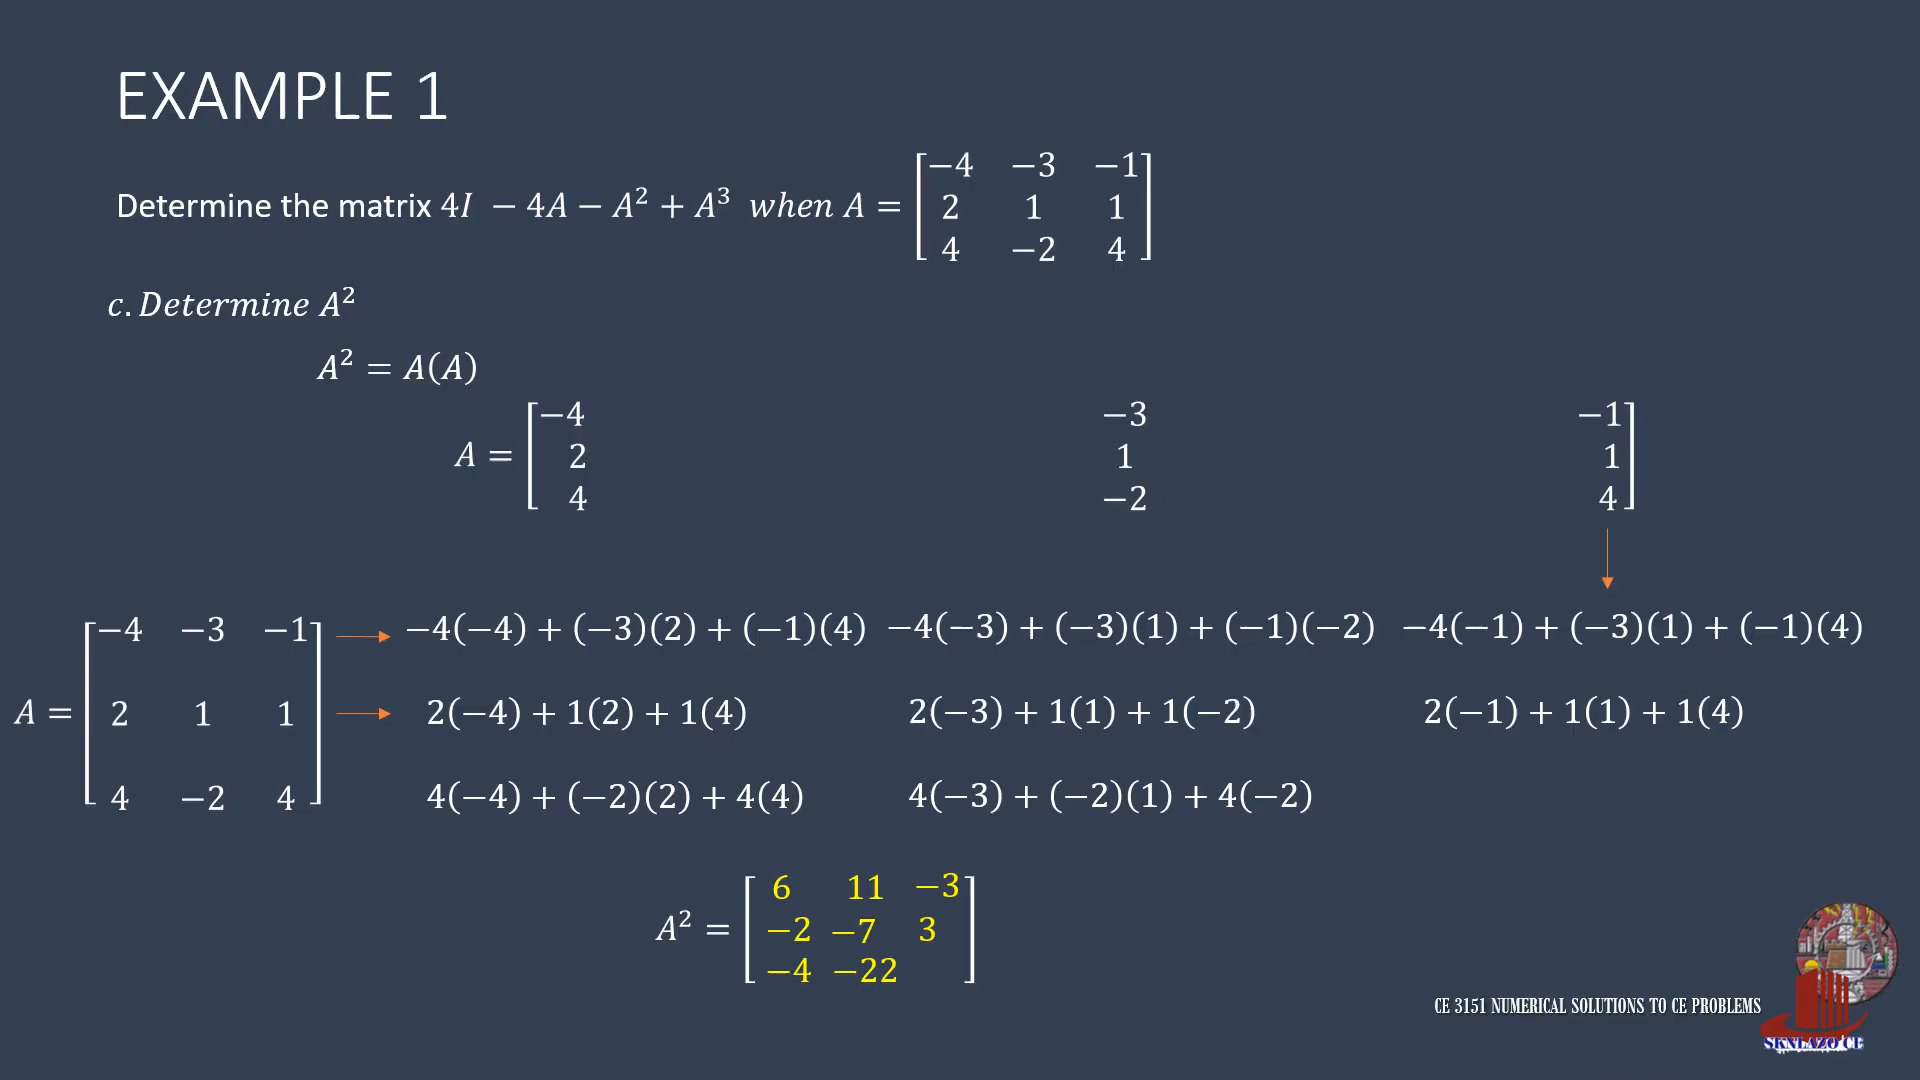 EXAMPLE 1
Determine the matrix 4I − 4A − A² + A³ when A = [−4 −3 −1
2 1 1
4 −2 4]
c. Determine A²
A² = A(A)
A = [−4 −3 −1
2 1 1
4 −2 4]
A = [−4 −3 −1] −4(−4) + (−3)(2) + (−1)(4) −4(−3) + (−3)(1) + (−1)(−2) −4(−1) + (−3)(1) + (−1)(4)
2 1 1 2(−4) + 1(2) + 1(4) 2(−3) + 1(1) + 1(−2) 2(−1) + 1(1) + 1(4)
4 −2 4 4(−4) + (−2)(2) + 4(4) 4(−3) + (−2)(1) + 4(−2)
A² = [6 11 −3
−2 −7 3
−4 −22]
CE 3151 NUMERICAL SOLUTIONS TO CE PROBLEMS
SKNLAZO CE